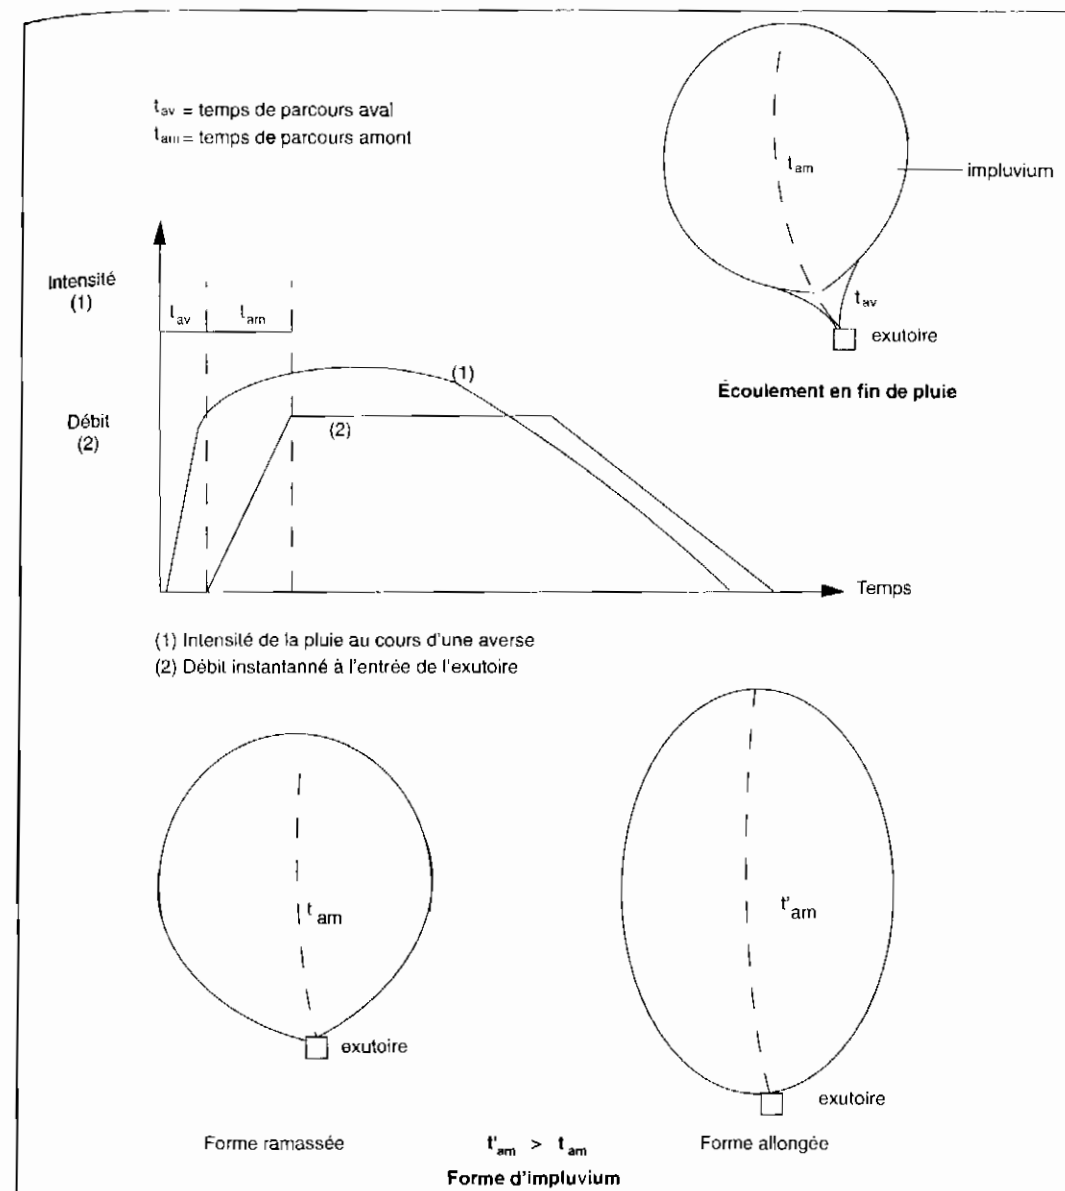 t_av = temps de parcours aval
t_am = temps de parcours amont
t_am
impluvium
t_av
exutoire
Écoulement en fin de pluie
Intensité
(1)
t_av
t_am
(1)
Débit
(2)
(2)
Temps
(1) Intensité de la pluie au cours d'une averse
(2) Débit instantanné à l'entrée de l'exutoire
t_am
t'_am
exutoire
exutoire
Forme ramassée
t'_am > t_am
Forme allongée
Forme d'impluvium